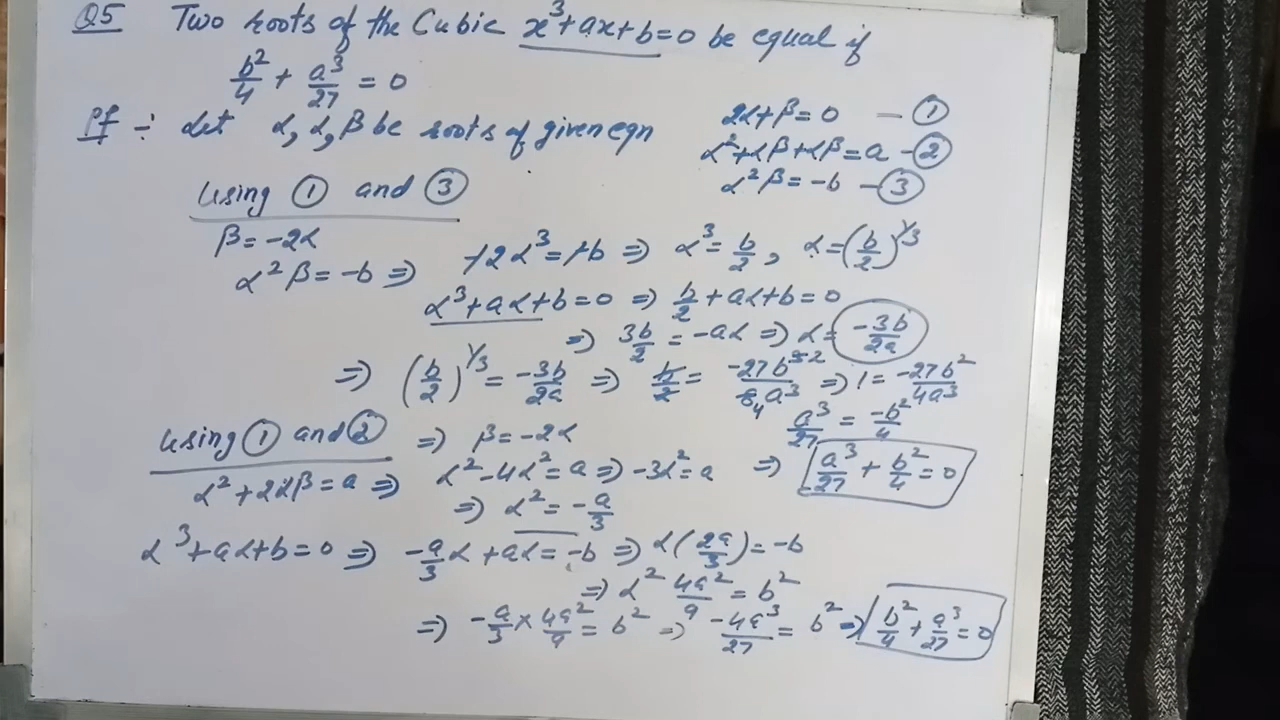 Q5 Two roots of the Cubic x³+ax+b=0 be equal if
b²/4 + a³/27 = 0
Pf ÷ Let α, α, β be roots of given eqn
2α+β=0 — ①
α²+αβ+αβ=a -②
α²β=-b -③
Using ① and ③
β=-2α
α²β=-b ⇒ -2α³=-b ⇒ α³=b/2, α=(b/2)^1/3
α³+aα+b=0 ⇒ b/2+aα+b=0
⇒ 3b/2 = -aα ⇒ α= -3b/2a
⇒ (b/2)^1/3 = -3b/2a ⇒ b/2 = -27b³²/84a³ ⇒ 1= -27b²/4a³
a³/27 = -b²/4
⇒ a³/27 + b²/4 = 0
Using ① and ② ⇒ β=-2α
α²+2αβ=a ⇒ α²-4α²=a ⇒ -3α²=a
⇒ α²= -a/3
α³+aα+b=0 ⇒ -a/3 α + aα = -b ⇒ α(2a/3) = -b
⇒ α² 4a²/9 = b²
⇒ -a/3 × 4a²/9 = b² ⇒ -4a³/27 = b² ⇒ b²/4 + a³/27 = 0